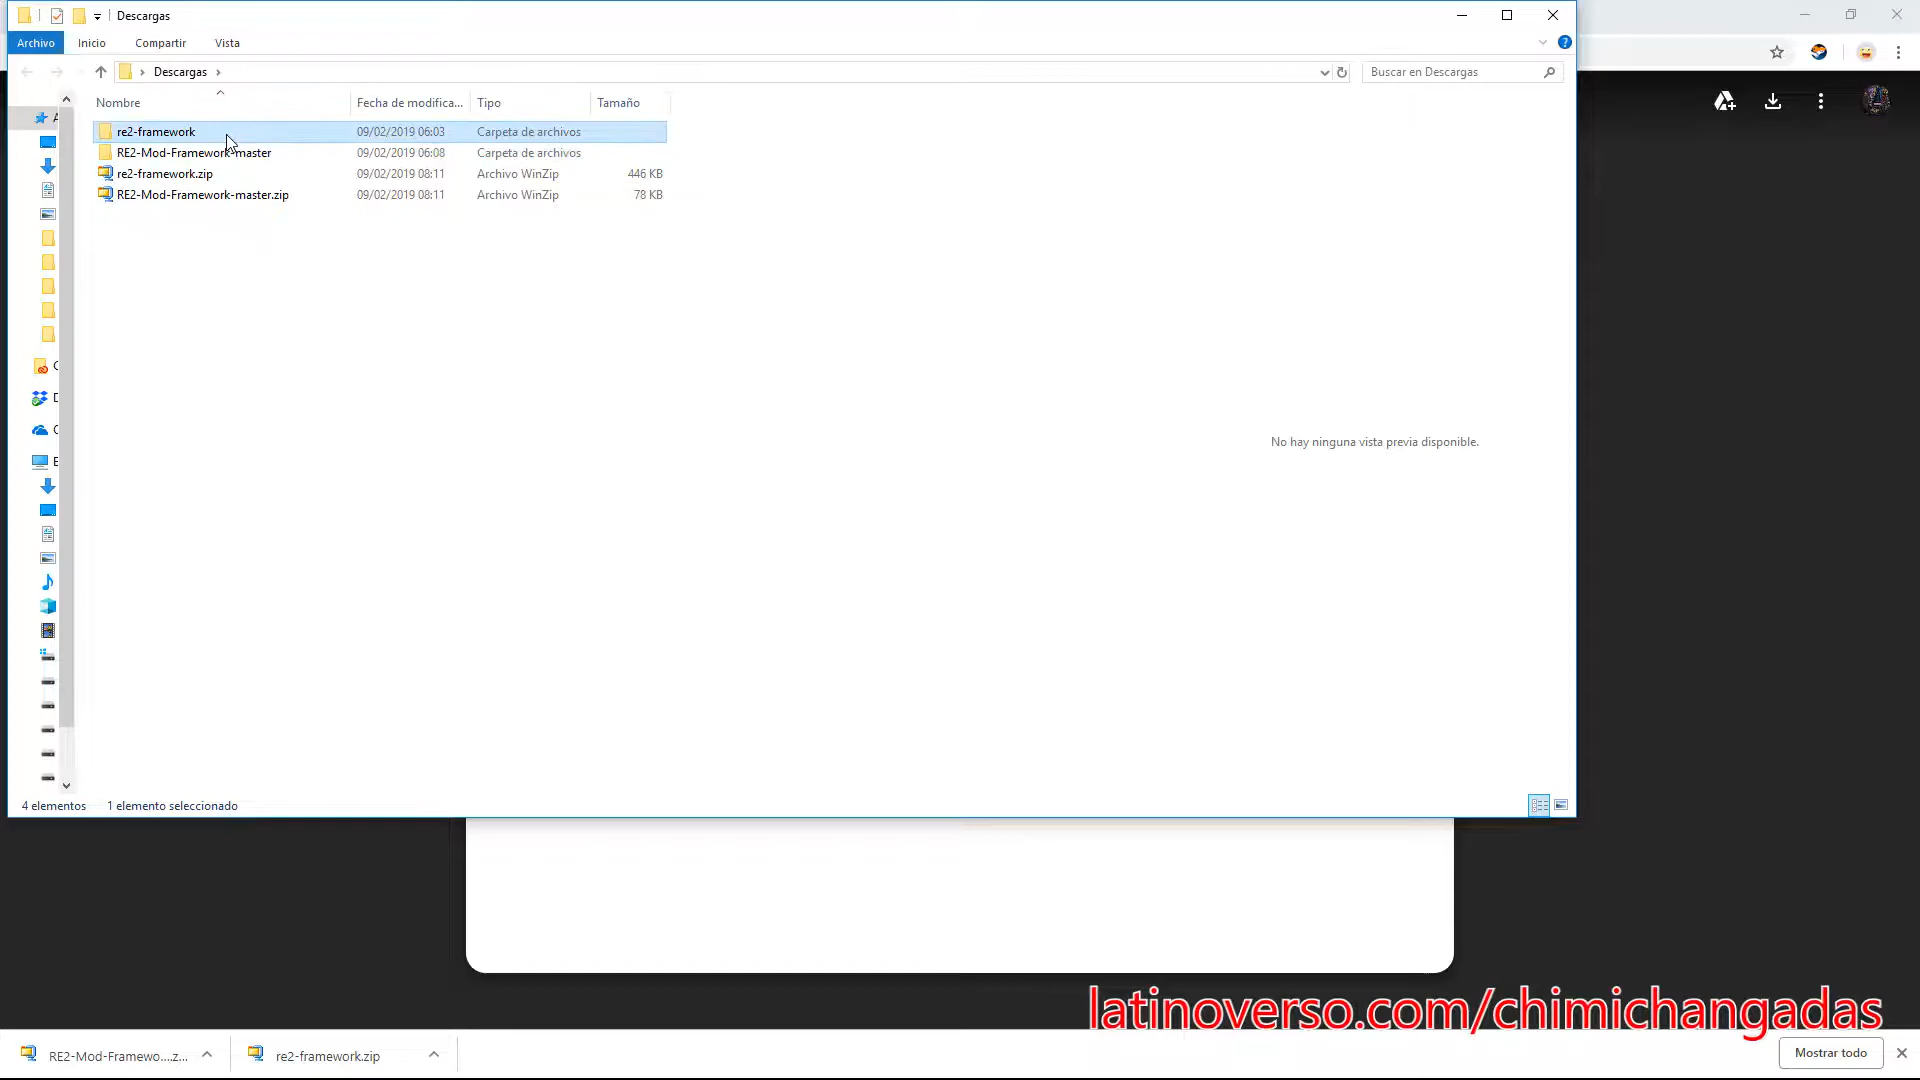 Descargas
Archivo Inicio Compartir Vista
Descargas
Buscar en Descargas
Nombre Fecha de modifica... Tipo Tamaño
re2-framework 09/02/2019 06:03 Carpeta de archivos
RE2-Mod-Framework-master 09/02/2019 06:08 Carpeta de archivos
re2-framework.zip 09/02/2019 08:11 Archivo WinZip 446 KB
RE2-Mod-Framework-master.zip 09/02/2019 08:11 Archivo WinZip 78 KB
No hay ninguna vista previa disponible.
4 elementos 1 elemento seleccionado
latinoverso.com/chimichangadas
RE2-Mod-Framewo....z... re2-framework.zip Mostrar todo